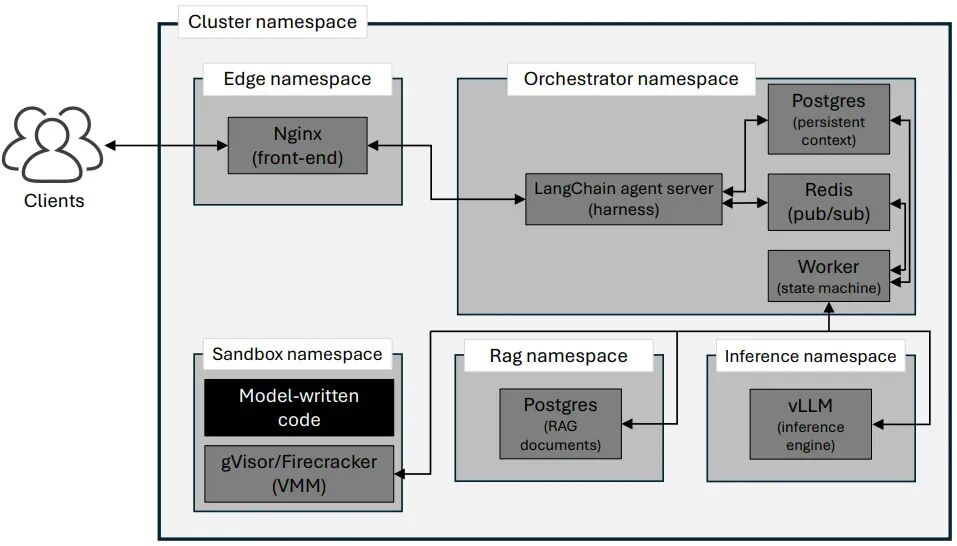 Cluster namespace
Edge namespace
Nginx
(front-end)
Clients
Orchestrator namespace
LangChain agent server
(harness)
Postgres
(persistent
context)
Redis
(pub/sub)
Worker
(state machine)
Sandbox namespace
Model-written
code
gVisor/Firecracker
(VMM)
Rag namespace
Postgres
(RAG
documents)
Inference namespace
vLLM
(inference
engine)